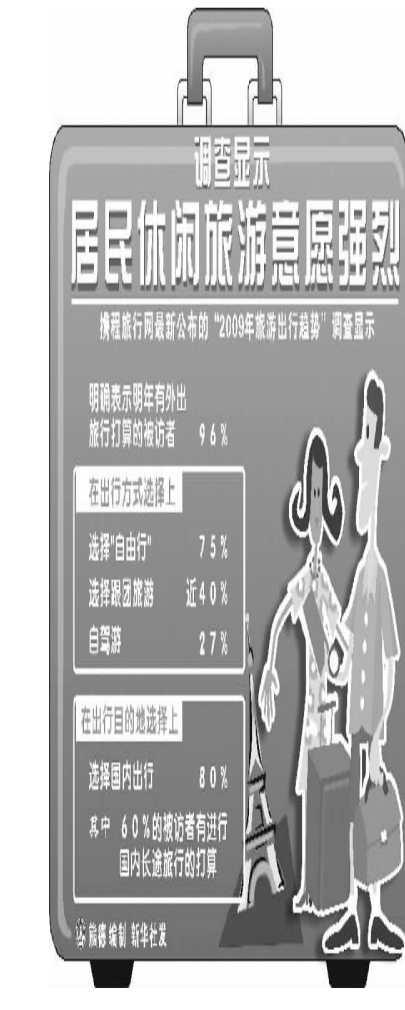 调查显示
居民休闲旅游意愿强烈
携程旅行网最新公布的“2009年旅游出行趋势”调查显示
明确表示明年有外出
旅行打算的被访者 96%
在出行方式选择上
选择"自由行" 75%
选择跟团旅游 近40%
自驾游 27%
在出行目的地选择上
选择国内出行 80%
其中 60%的被访者有进行
国内长途旅行的打算
熊德 编制 新华社发